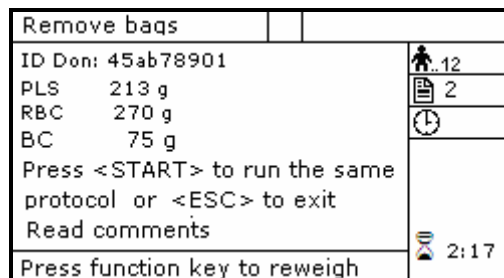 Remove bags
ID Don: 45ab78901
..12
PLS 213 g
2
RBC 270 g
BC 75 g
Press <START> to run the same
protocol or <ESC> to exit
Read comments
2:17
Press function key to reweigh